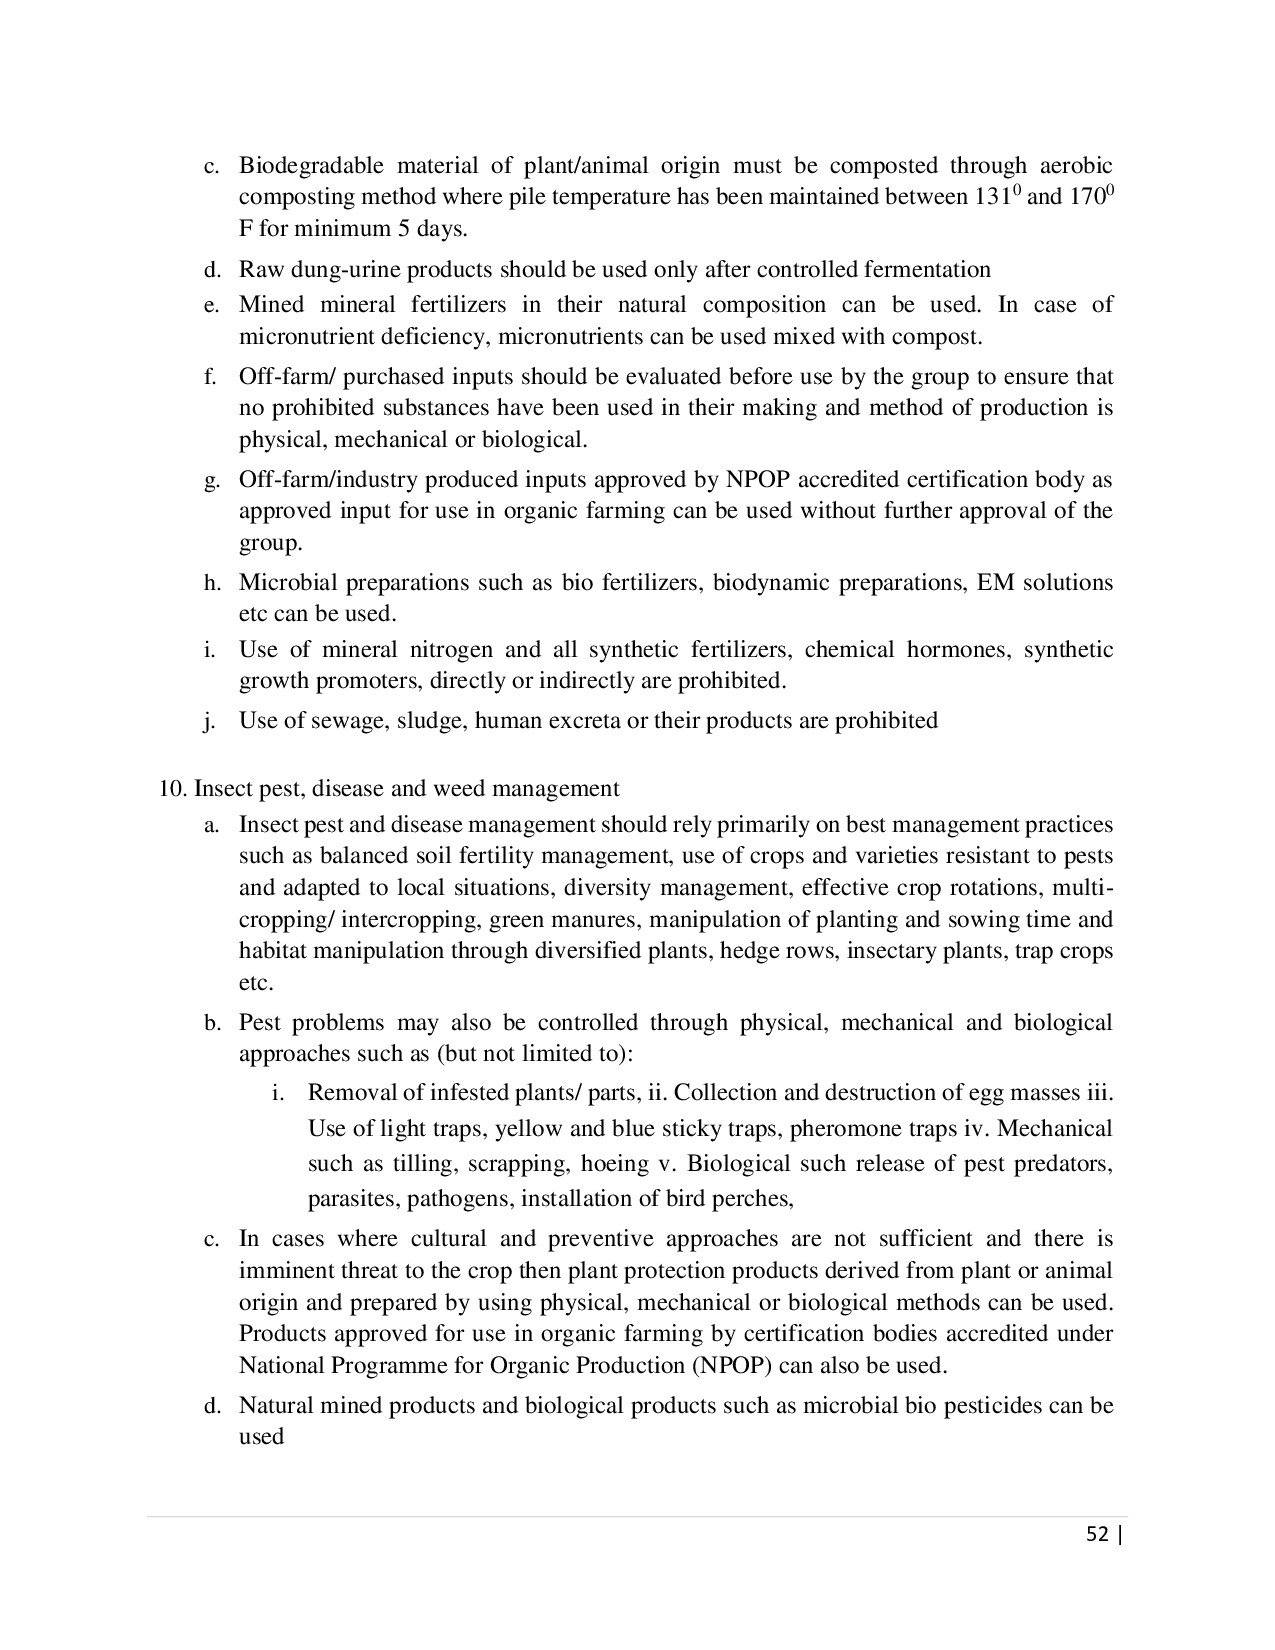 c. Biodegradable material of plant/animal origin must be composted through aerobic
composting method where pile temperature has been maintained between 131⁰ and 170⁰
F for minimum 5 days.
d. Raw dung-urine products should be used only after controlled fermentation
e. Mined mineral fertilizers in their natural composition can be used. In case of
micronutrient deficiency, micronutrients can be used mixed with compost.
f. Off-farm/ purchased inputs should be evaluated before use by the group to ensure that
no prohibited substances have been used in their making and method of production is
physical, mechanical or biological.
g. Off-farm/industry produced inputs approved by NPOP accredited certification body as
approved input for use in organic farming can be used without further approval of the
group.
h. Microbial preparations such as bio fertilizers, biodynamic preparations, EM solutions
etc can be used.
i. Use of mineral nitrogen and all synthetic fertilizers, chemical hormones, synthetic
growth promoters, directly or indirectly are prohibited.
j. Use of sewage, sludge, human excreta or their products are prohibited
10. Insect pest, disease and weed management
a. Insect pest and disease management should rely primarily on best management practices
such as balanced soil fertility management, use of crops and varieties resistant to pests
and adapted to local situations, diversity management, effective crop rotations, multi-
cropping/ intercropping, green manures, manipulation of planting and sowing time and
habitat manipulation through diversified plants, hedge rows, insectary plants, trap crops
etc.
b. Pest problems may also be controlled through physical, mechanical and biological
approaches such as (but not limited to):
i. Removal of infested plants/ parts, ii. Collection and destruction of egg masses iii.
Use of light traps, yellow and blue sticky traps, pheromone traps iv. Mechanical
such as tilling, scrapping, hoeing v. Biological such release of pest predators,
parasites, pathogens, installation of bird perches,
c. In cases where cultural and preventive approaches are not sufficient and there is
imminent threat to the crop then plant protection products derived from plant or animal
origin and prepared by using physical, mechanical or biological methods can be used.
Products approved for use in organic farming by certification bodies accredited under
National Programme for Organic Production (NPOP) can also be used.
d. Natural mined products and biological products such as microbial bio pesticides can be
used
52 |